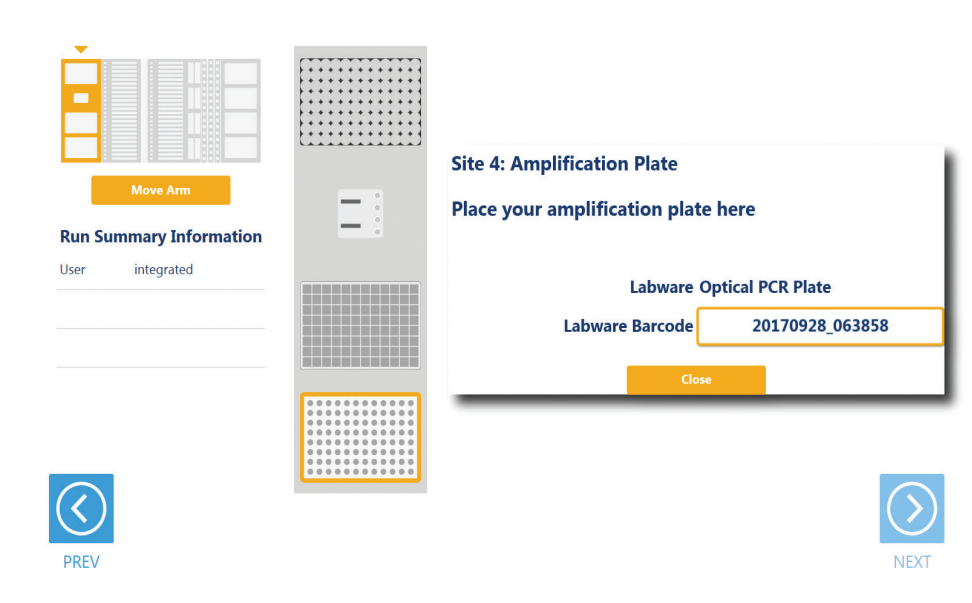 Move Arm
Run Summary Information
User integrated
Site 4: Amplification Plate
Place your amplification plate here
Labware Optical PCR Plate
Labware Barcode 20170928_063858
Close
PREV
NEXT